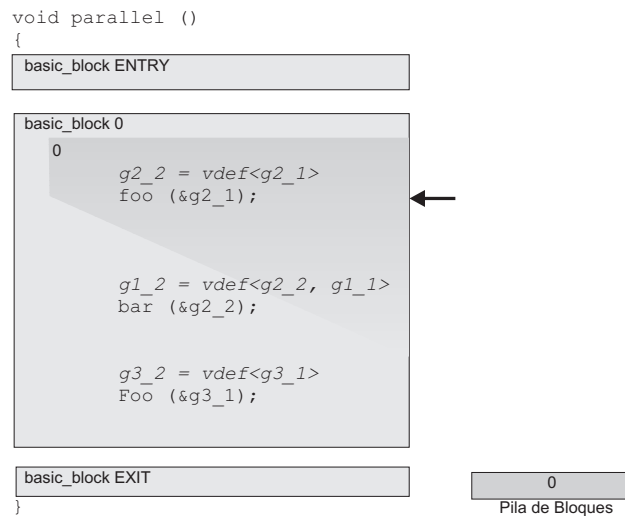 void parallel ()
{
basic_block ENTRY
basic_block 0
0
g2_2 = vdef<g2_1>
foo (&g2_1);
g1_2 = vdef<g2_2, g1_1>
bar (&g2_2);
g3_2 = vdef<g3_1>
Foo (&g3_1);
basic_block EXIT
}
0
Pila de Bloques